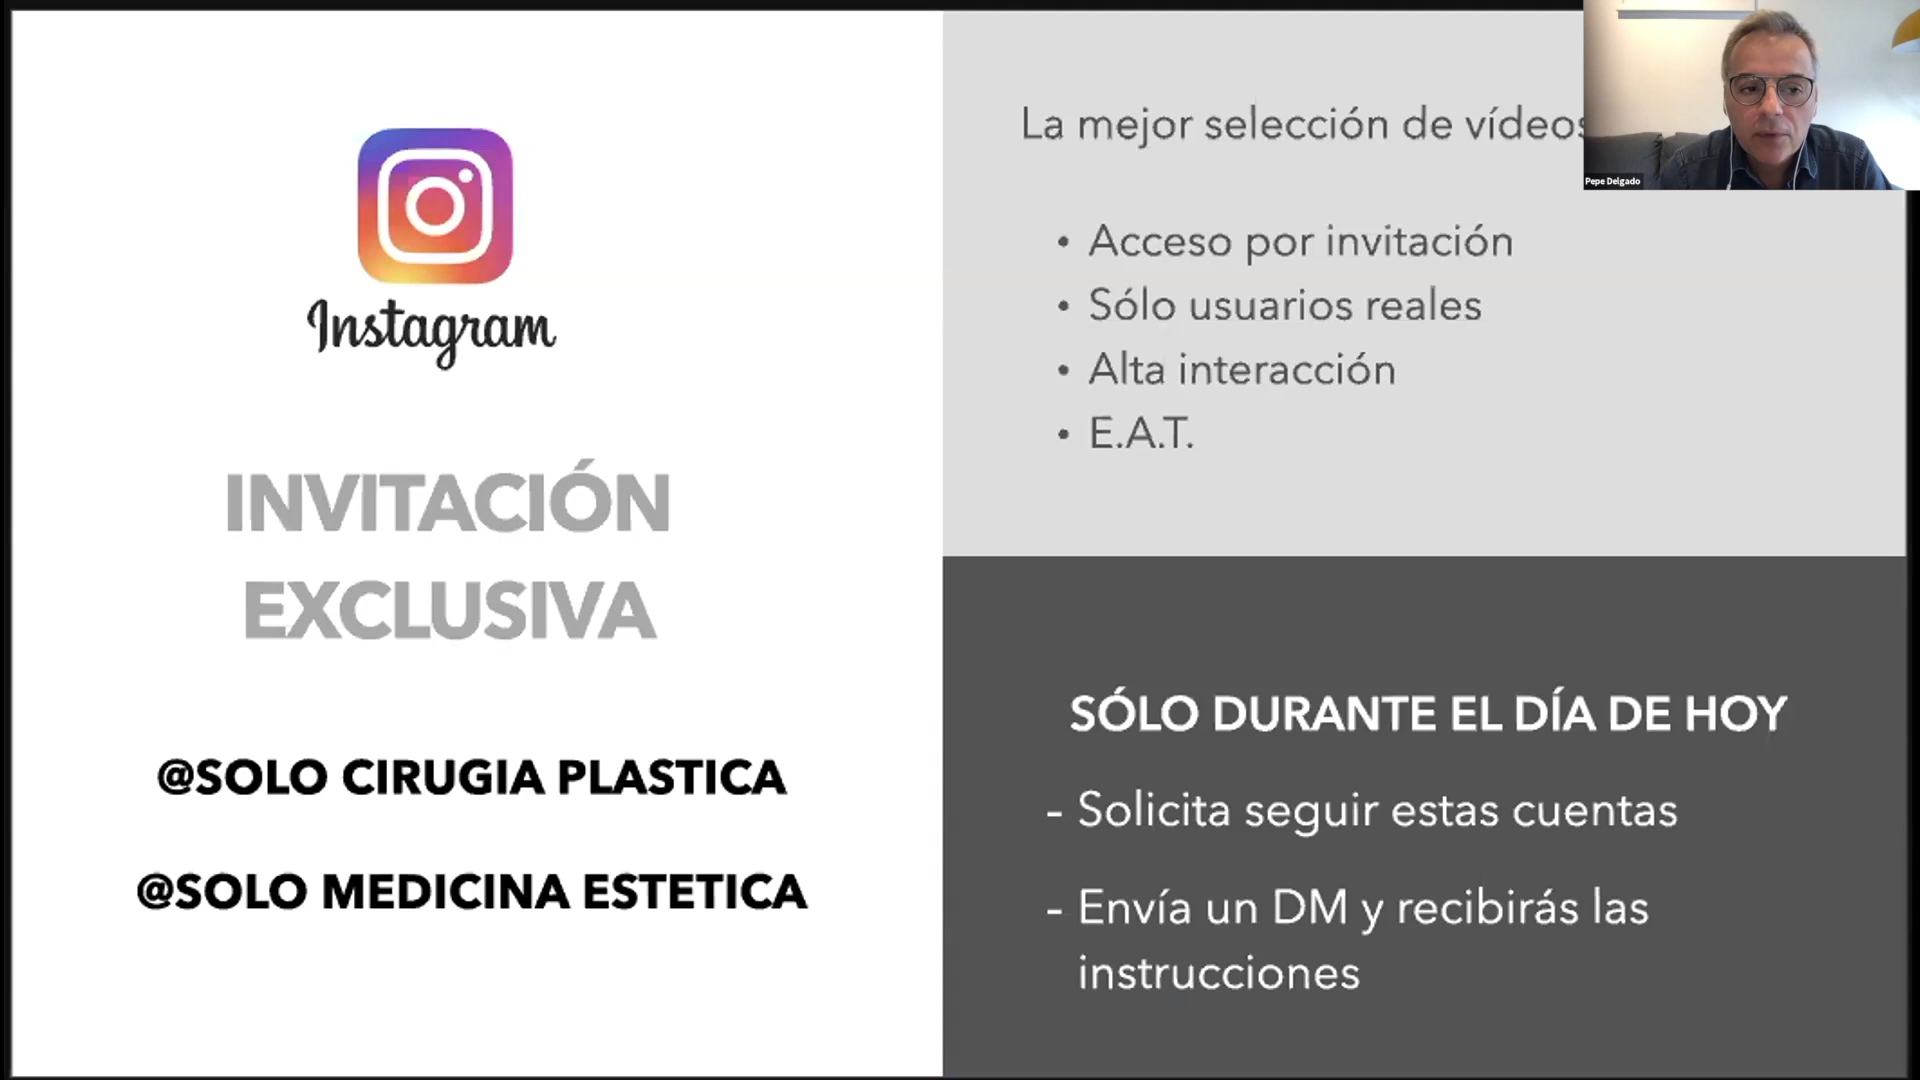 Instagram
INVITACIÓN
EXCLUSIVA
@SOLO CIRUGIA PLASTICA
@SOLO MEDICINA ESTETICA
La mejor selección de vídeos
• Acceso por invitación
• Sólo usuarios reales
• Alta interacción
• E.A.T.
SÓLO DURANTE EL DÍA DE HOY
- Solicita seguir estas cuentas
- Envía un DM y recibirás las
instrucciones
Pepe Delgado